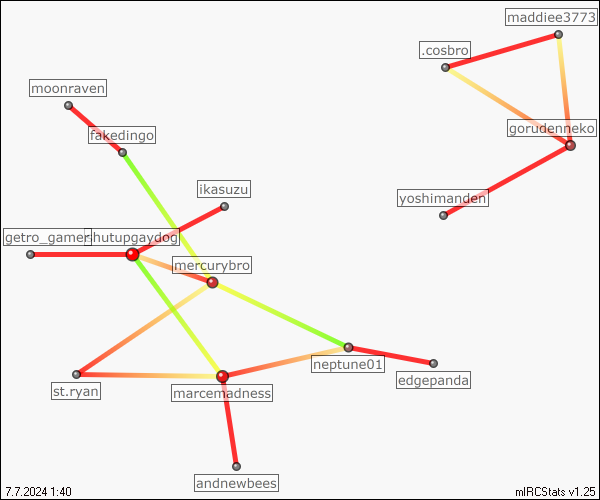 maddiee3773
.cosbro
moonraven
gorudenneko
fakedingo
ikasuzu
yoshimanden
getro_gamer
shutupgaydog
mercurybro
neptune01
edgepanda
st.ryan
marcemadness
andnewbees
7.7.2024 1:40
mIRCStats v1.25